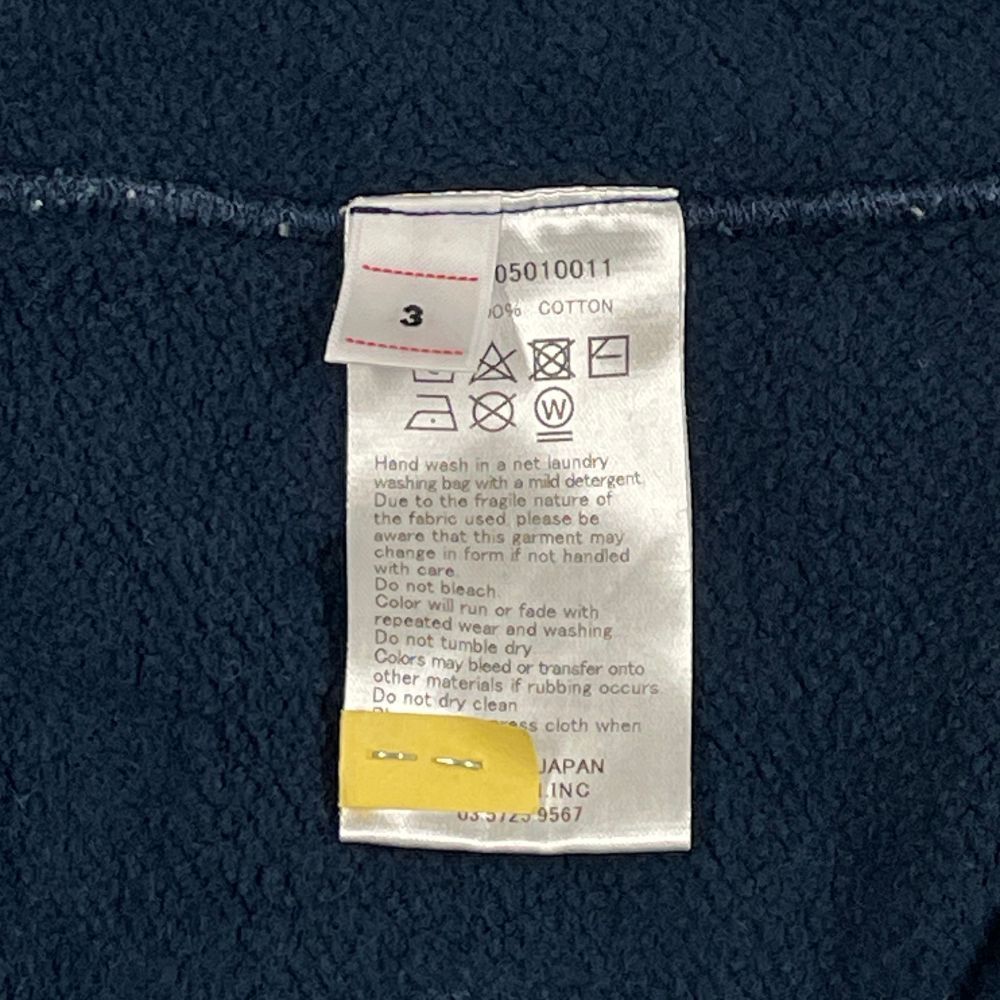 3
05010011
0% COTTON
W
Hand wash in a net laundry
washing bag with a mild detergent.
Due to the fragile nature of
the fabric used, please be
aware that this garment may
change in form if not handled
with care.
Do not bleach.
Color will run or fade with
repeated wear and washing
Do not tumble dry
Colors may bleed or transfer onto
other materials if rubbing occurs.
Do not dry clean
cloth when
JAPAN
.INC
03 5725 9567